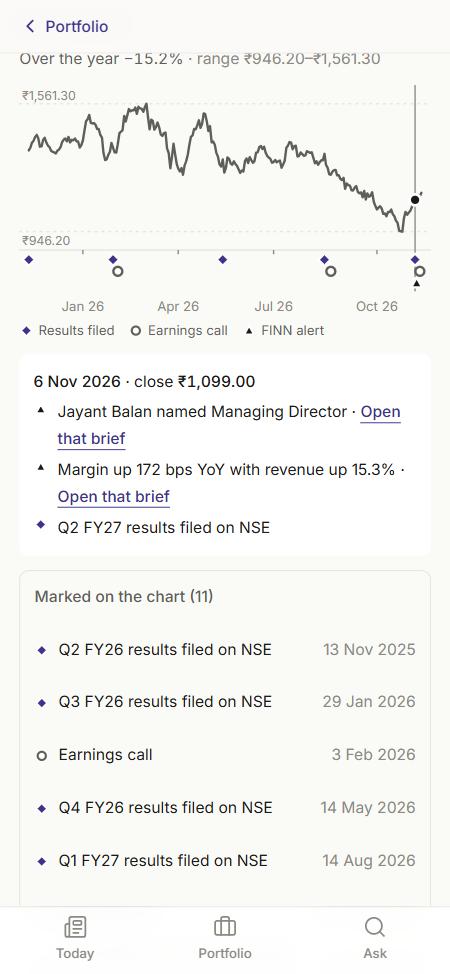 Portfolio
Over the year −15.2% · range ₹946.20–₹1,561.30
₹1,561.30
₹946.20
Jan 26
Apr 26
Jul 26
Oct 26
Results filed
Earnings call
FINN alert
6 Nov 2026 · close ₹1,099.00
Jayant Balan named Managing Director · Open
that brief
Margin up 172 bps YoY with revenue up 15.3% ·
Open that brief
Q2 FY27 results filed on NSE
Marked on the chart (11)
Q2 FY26 results filed on NSE 13 Nov 2025
Q3 FY26 results filed on NSE 29 Jan 2026
Earnings call 3 Feb 2026
Q4 FY26 results filed on NSE 14 May 2026
Q1 FY27 results filed on NSE 14 Aug 2026
Today
Portfolio
Ask